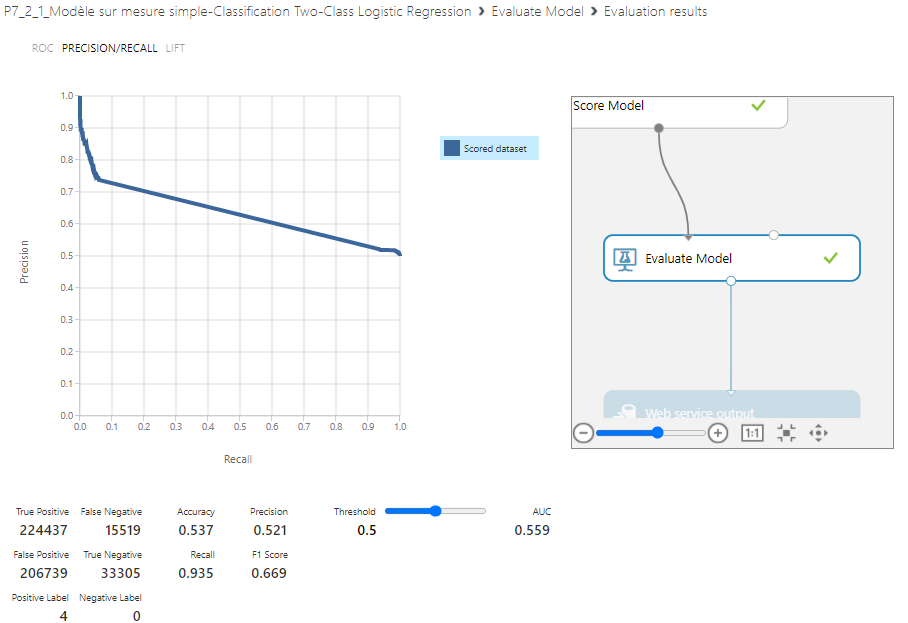 P7_2_1_Modèle sur mesure simple-Classification Two-Class Logistic Regression > Evaluate Model > Evaluation results
ROC PRECISION/RECALL LIFT
1.0
0.9
0.8
0.7
0.6
0.5
0.4
0.3
0.2
0.1
0.0
Precision
0.0 0.1 0.2 0.3 0.4 0.5 0.6 0.7 0.8 0.9 1.0
Recall
Scored dataset
Score Model
Evaluate Model
Web service output
1:1
True Positive False Negative Accuracy Precision Threshold AUC
224437 15519 0.537 0.521 0.5 0.559
False Positive True Negative Recall F1 Score
206739 33305 0.935 0.669
Positive Label Negative Label
4 0